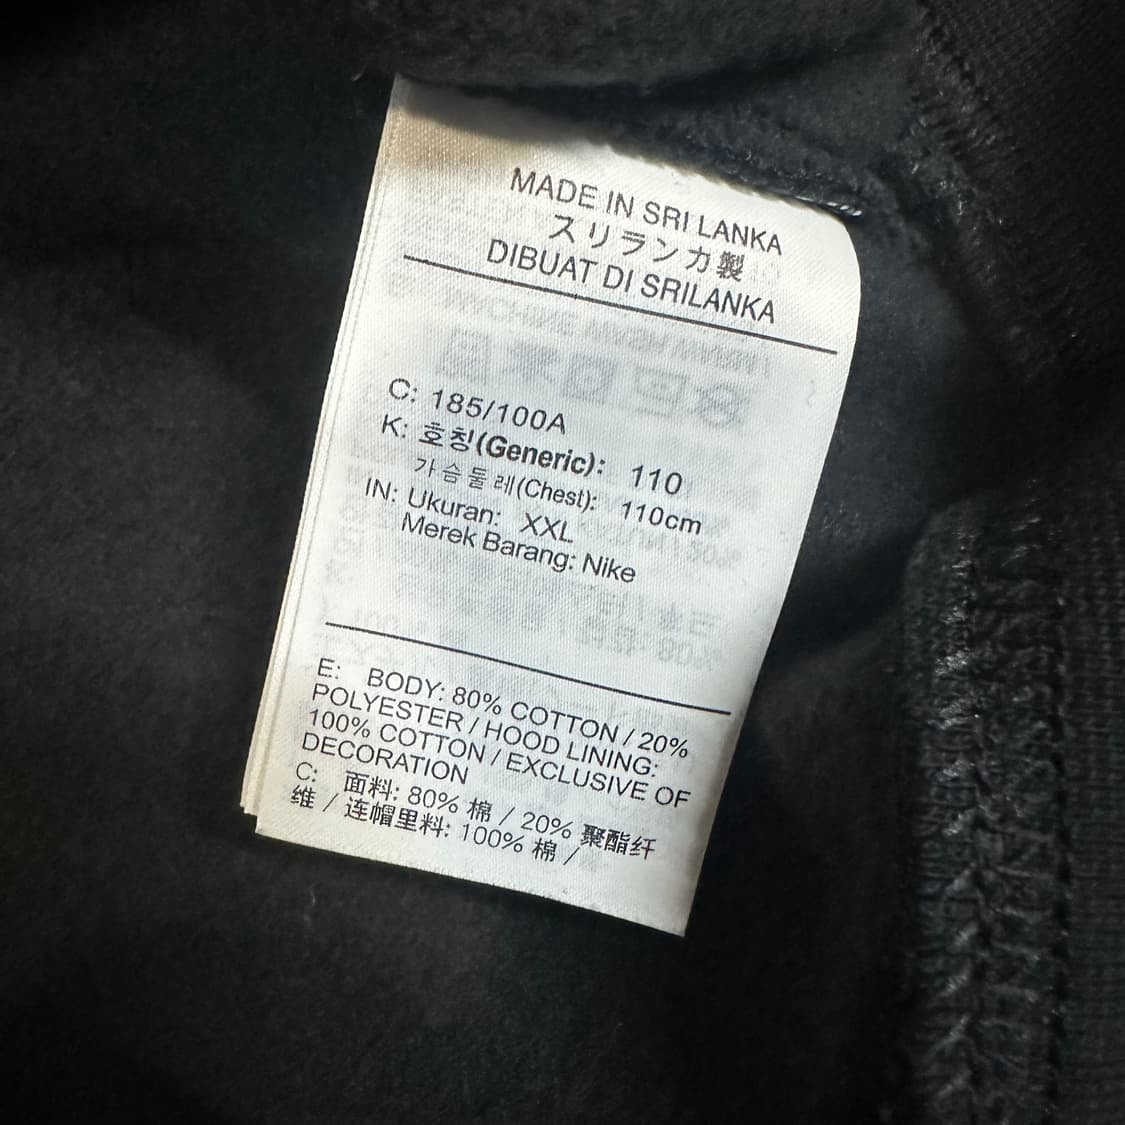 MADE IN SRI LANKA
スリランカ製
DIBUAT DI SRILANKA
C: 185/100A
K: 호칭(Generic): 110
가슴둘레(Chest): 110cm
IN: Ukuran: XXL
Merek Barang: Nike
E: BODY: 80% COTTON / 20%
POLYESTER / HOOD LINING:
100% COTTON / EXCLUSIVE OF
DECORATION
C: 面料: 80% 棉 / 20% 聚酯纤
维 / 连帽里料: 100% 棉 /